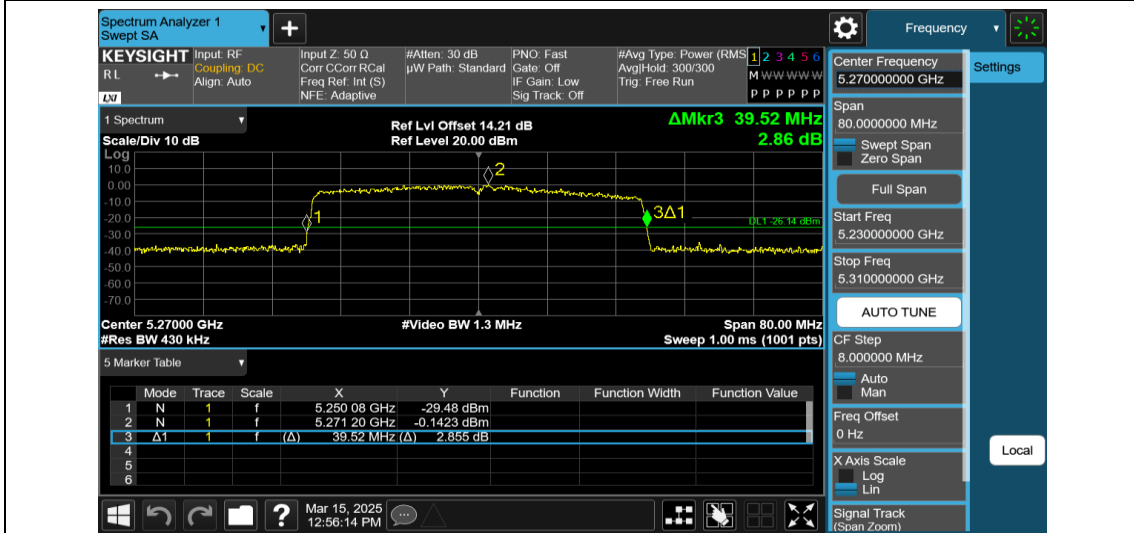 Spectrum Analyzer 1
Swept SA
Frequency
KEYSIGHT
RL
LXI
Input: RF
Coupling: DC
Align: Auto
Input Z: 50 Ω
Corr CCorr RCal
Freq Ref: Int (S)
NFE: Adaptive
#Atten: 30 dB
µW Path: Standard
PNO: Fast
Gate: Off
IF Gain: Low
Sig Track: Off
#Avg Type: Power (RMS
Avg|Hold: 300/300
Trig: Free Run
1 2 3 4 5 6
M W W W W W
P P P P P P
1 Spectrum
Scale/Div 10 dB
Ref Lvl Offset 14.21 dB
Ref Level 20.00 dBm
ΔMkr3 39.52 MHz
2.86 dB
Log
10.0
0.00
-10.0
-20.0
-30.0
-40.0
-50.0
-60.0
-70.0
1
2
3Δ1
DL1 -26.14 dBm
Center 5.27000 GHz
#Video BW 1.3 MHz
Span 80.00 MHz
#Res BW 430 kHz
Sweep 1.00 ms (1001 pts)
5 Marker Table
Mode Trace Scale X Y Function Function Width Function Value
1 N 1 f 5.250 08 GHz -29.48 dBm
2 N 1 f 5.271 20 GHz -0.1423 dBm
3 Δ1 1 f (Δ) 39.52 MHz (Δ) 2.855 dB
4
5
6
Mar 15, 2025
12:56:14 PM
Center Frequency
5.270000000 GHz
Span
80.0000000 MHz
Swept Span
Zero Span
Full Span
Start Freq
5.230000000 GHz
Stop Freq
5.310000000 GHz
AUTO TUNE
CF Step
8.000000 MHz
Auto
Man
Freq Offset
0 Hz
X Axis Scale
Log
Lin
Signal Track
(Span Zoom)
Settings
Local